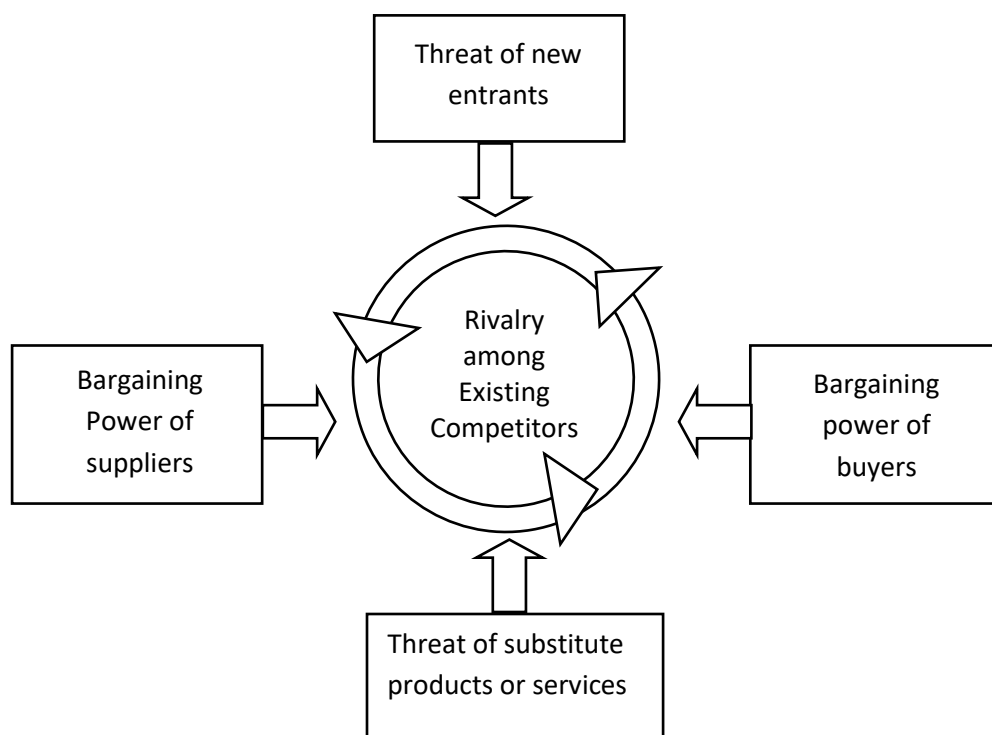 Threat of new
entrants
Rivalry
among
Existing
Competitors
Bargaining
Power of
suppliers
Bargaining
power of
buyers
Threat of substitute
products or services